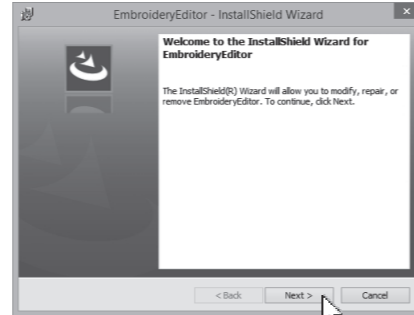 EmbroideryEditor - InstallShield Wizard
Welcome to the InstallShield Wizard for
EmbroideryEditor
The InstallShield(R) Wizard will allow you to modify, repair, or
remove EmbroideryEditor. To continue, click Next.
< Back
Next >
Cancel